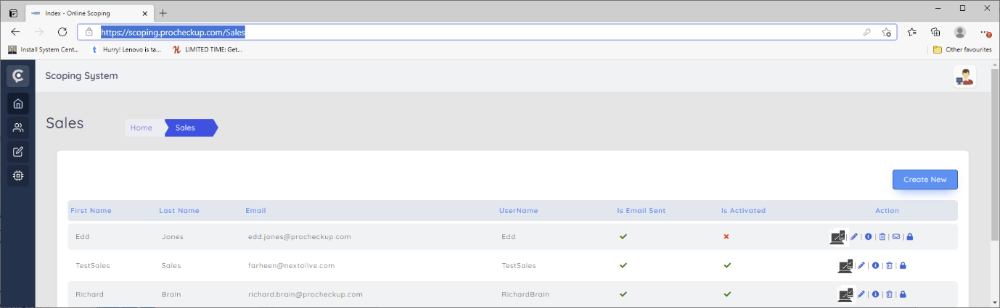 Index - Online Scoping
https://scoping.procheckup.com/Sales
Install System Cent... Hurry! Lenovo is ta... LIMITED TIME: Get... Other favourites
Scoping System
Sales Home Sales
Create New
First Name Last Name Email UserName Is Email Sent Is Activated Action
Edd Jones edd.jones@procheckup.com Edd
TestSales Sales farheen@nextolive.com TestSales
Richard Brain richard.brain@procheckup.com RichardBrain